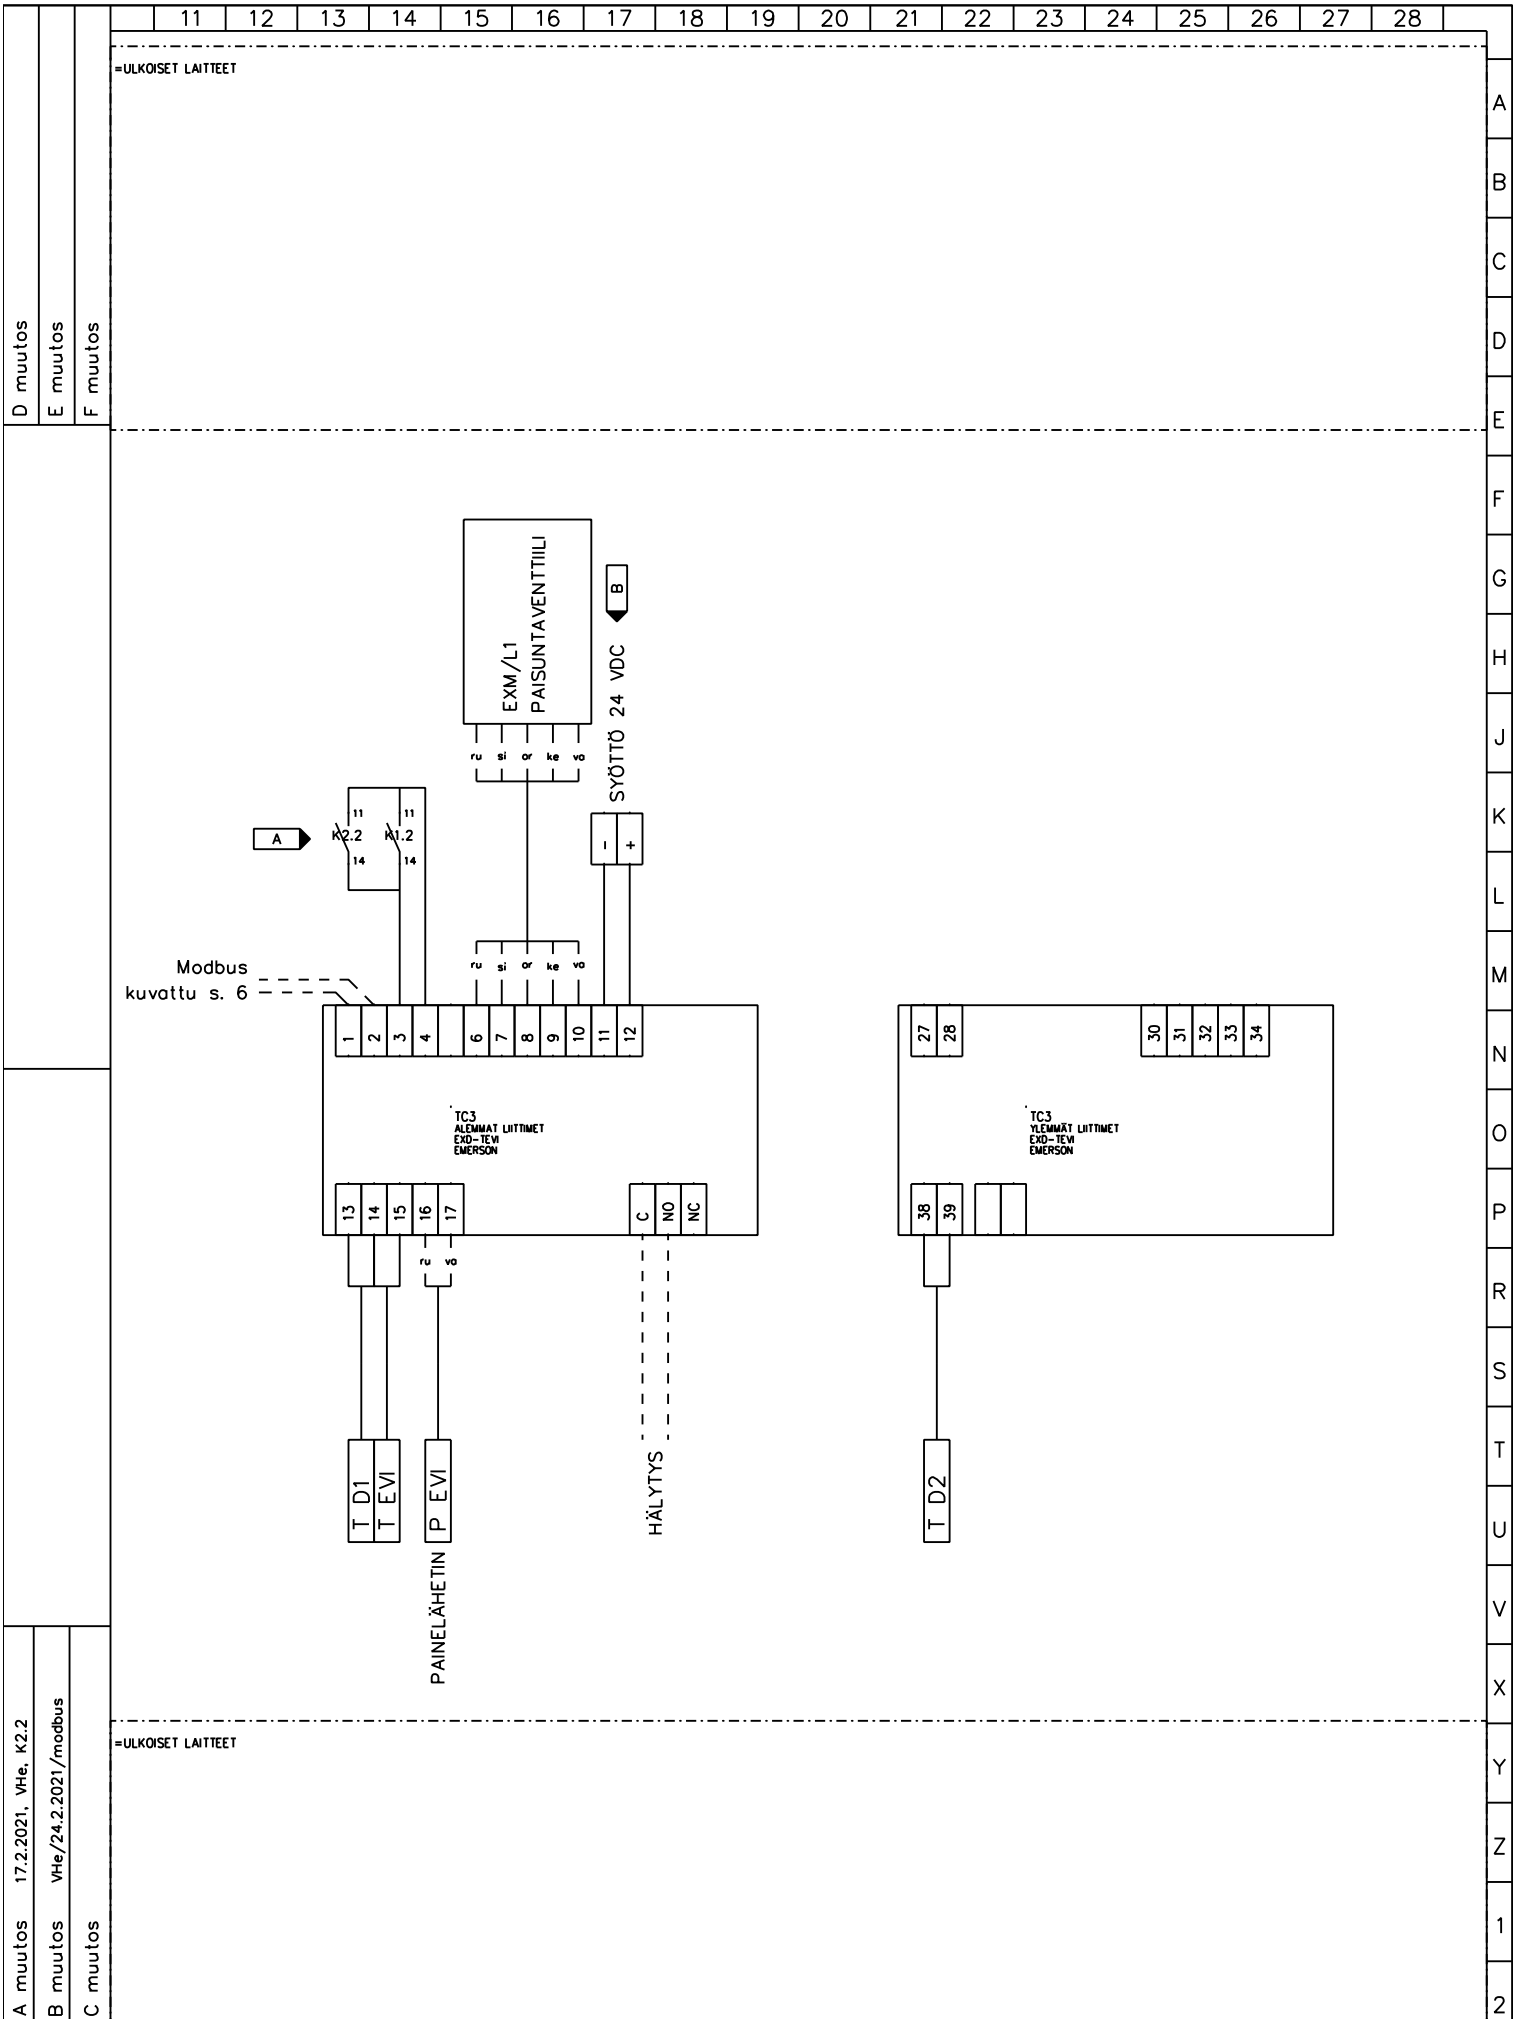 11 12 13 14 15 16 17 18 19 20 21 22 23 24 25 26 27 28
=ULKOISET LAITTEET
A
B
C
D
E
F
G
H
J
K
L
M
N
O
P
R
S
T
U
V
X
Y
Z
1
2
D muutos
E muutos
F muutos
EXM/L1
PAISUNTAVENTTIILI
B
SYÖTTÖ 24 VDC
ru si or ke va
A
K2.2
11
14
K1.2
11
14
- +
ru si or ke va
Modbus
kuvattu s. 6
1 2 3 4 6 7 8 9 10 11 12
TC3
ALEMMAT LIITTIMET
EXD-TEVI
EMERSON
13 14 15 16 17
C NO NC
ru va
T D1
T EVI
P EVI
PAINELÄHETIN
HÄLYTYS
27 28
30 31 32 33 34
TC3
YLEMMÄT LIITTIMET
EXD-TEVI
EMERSON
38 39
T D2
=ULKOISET LAITTEET
A muutos 17.2.2021, VHe, K2.2
B muutos VHe/24.2.2021/modbus
C muutos